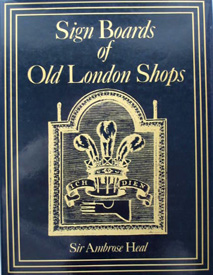 Sign Boards
of
Old London Shops
ICH DIEN
Sir Ambrose Heal